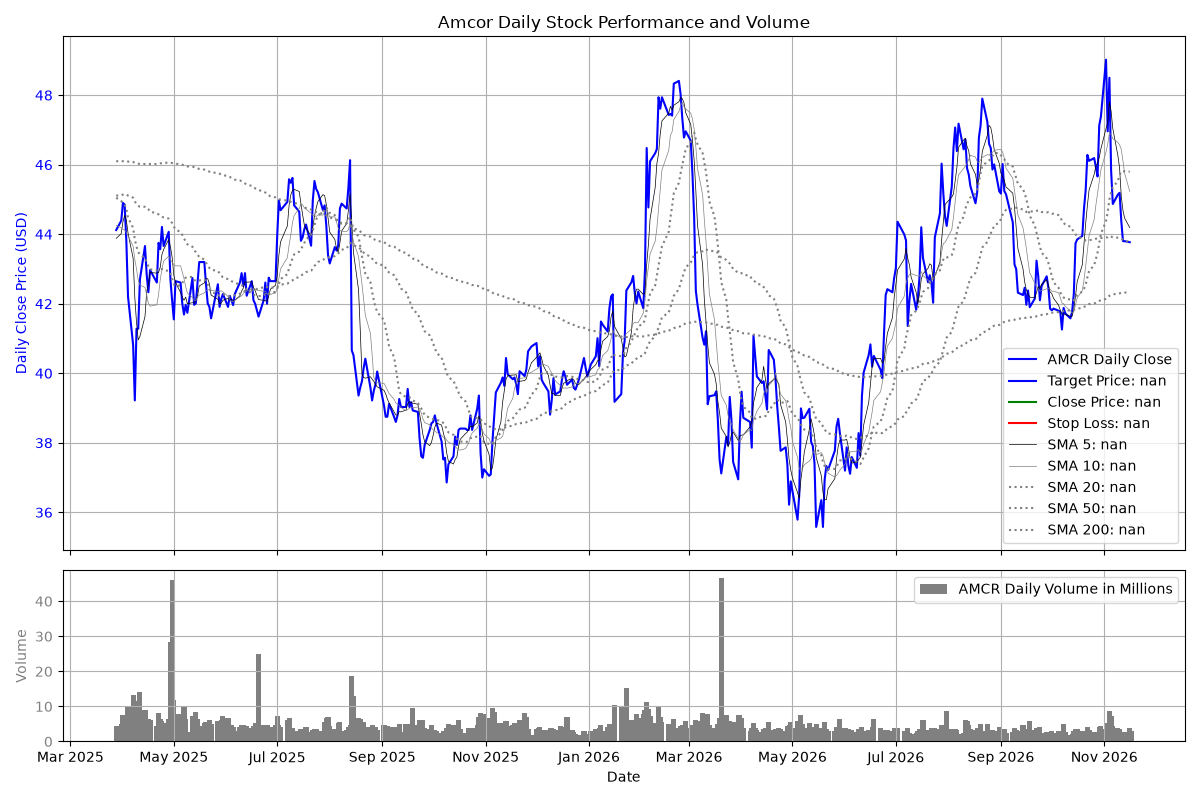 Amcor Daily Stock Performance and Volume
Daily Close Price (USD)
48
46
44
42
40
38
36
AMCR Daily Close
Target Price: nan
Close Price: nan
Stop Loss: nan
SMA 5: nan
SMA 10: nan
SMA 20: nan
SMA 50: nan
SMA 200: nan
Volume
40
30
20
10
0
AMCR Daily Volume in Millions
Mar 2025 May 2025 Jul 2025 Sep 2025 Nov 2025 Jan 2026 Mar 2026 May 2026 Jul 2026 Sep 2026 Nov 2026
Date